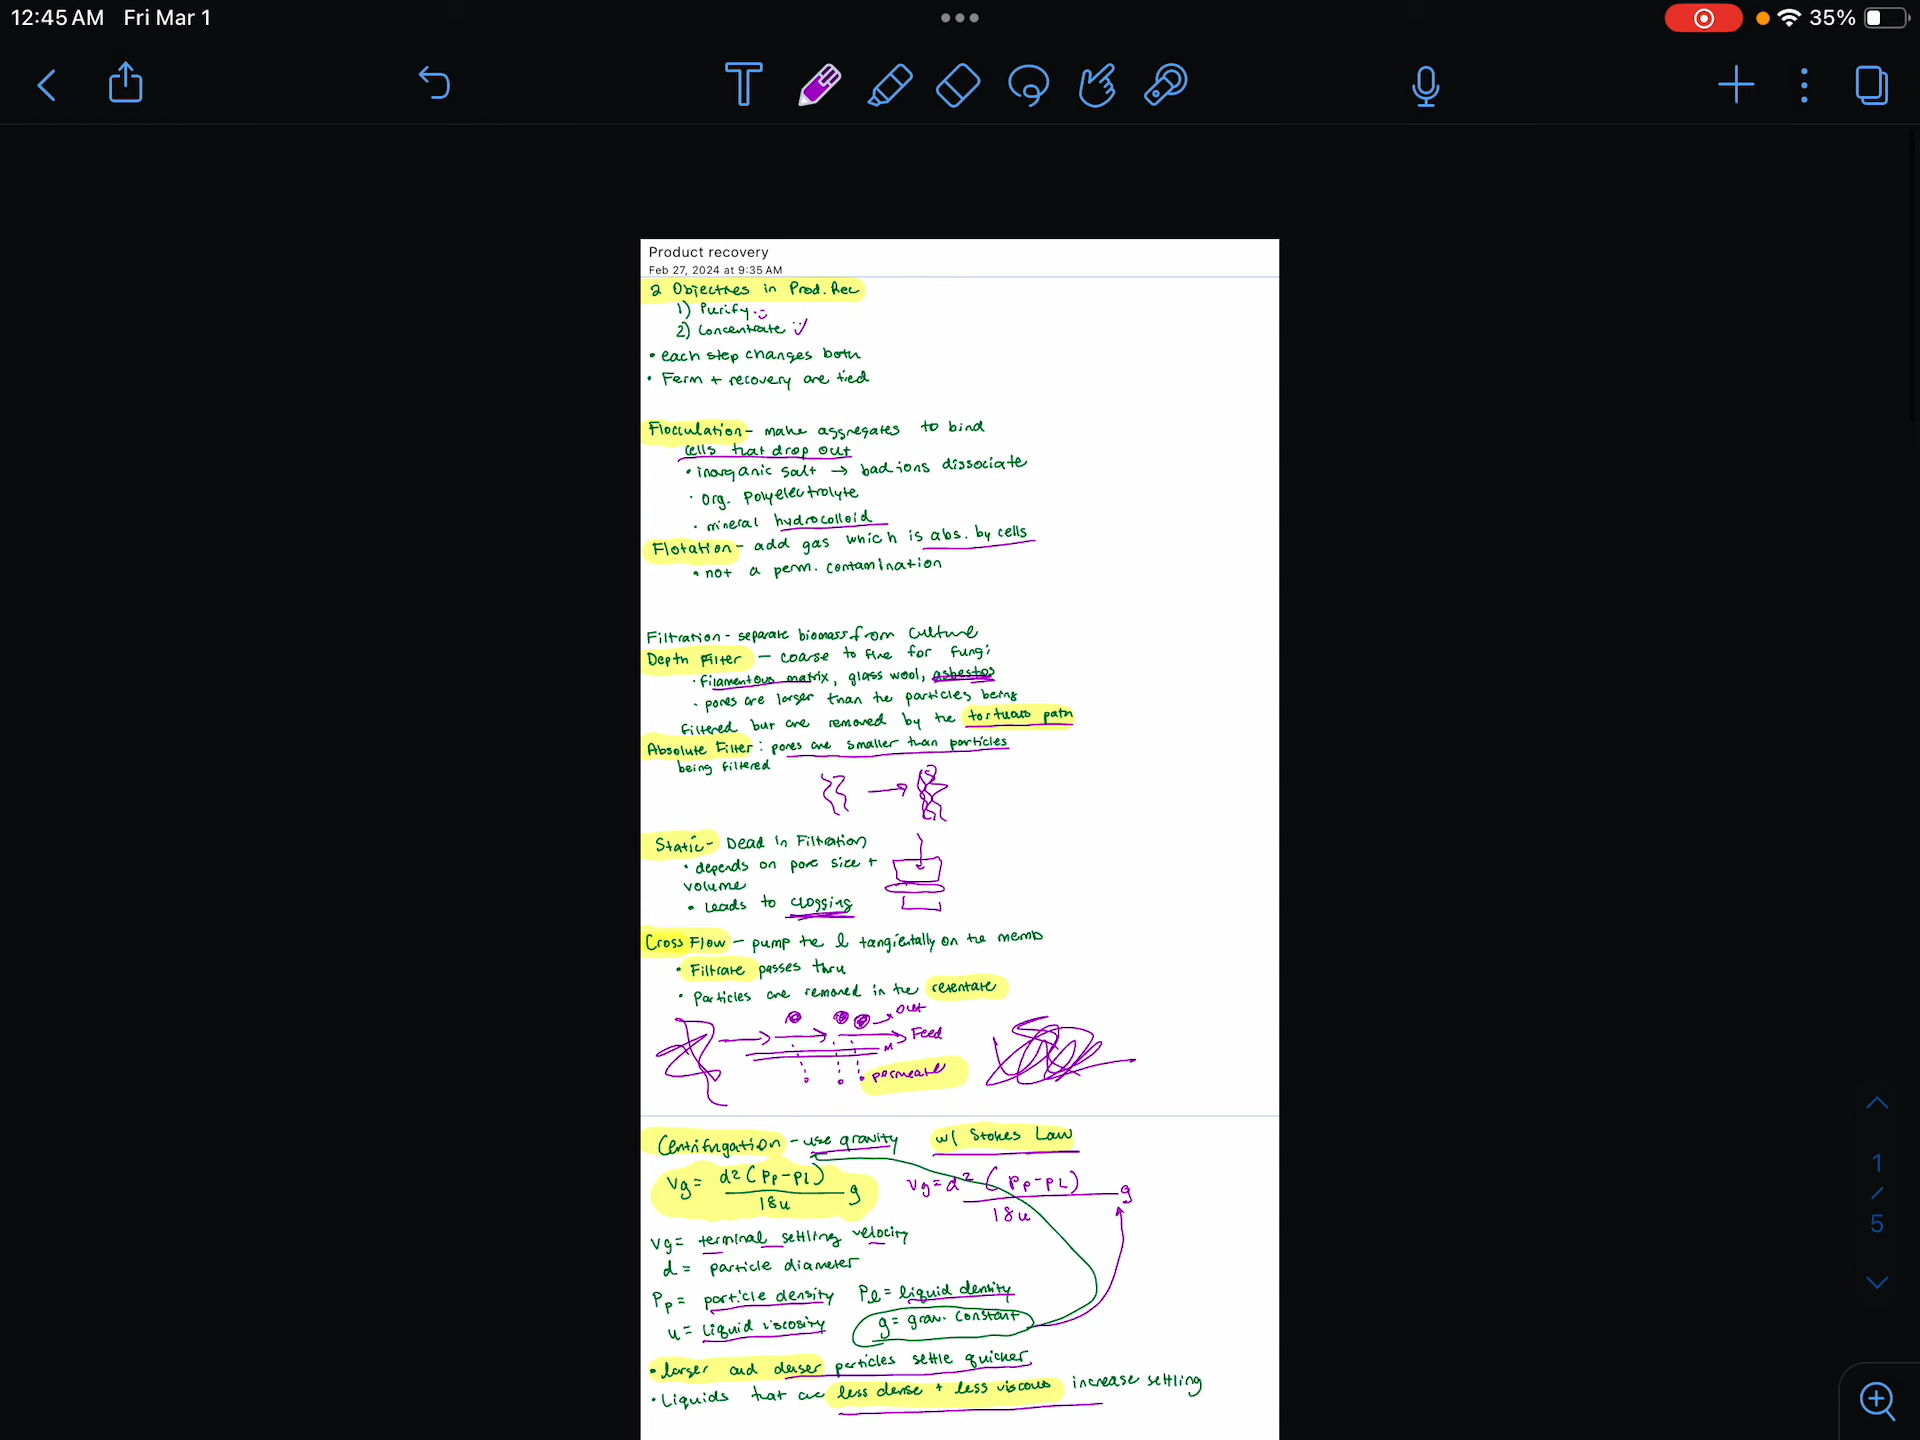 12:45 AM Fri Mar 1
35%
Product recovery
Feb 27, 2024 at 9:35 AM
2 Objectives in Prod. Rec
1) Purify
2) Concentrate
• each step changes both
• Ferm + recovery are tied
Flocculation - make aggregates to bind
cells that drop out
• inorganic salt → bad ions dissociate
• org. polyelectrolyte
• mineral hydrocolloid
Flotation - add gas which is abs. by cells
• not a perm. contamination
Filtration - separate biomass from culture
Depth Filter - coarse to fine for fungi
• filamentous matrix, glass wool, asbestos
• pores are larger than the particles being
filtered but are removed by the tortuous path
Absolute Filter: pores are smaller than particles
being filtered
Static - Dead in Filtration
• depends on pore size +
volume
• Leads to clogging
Cross Flow - pump the l tangientally on the memb
• Filtrate passes thru
• Particles are removed in the retentate
out
Feed
M
permeate
Centrifugation - use gravity w/ Stokes Law
Vg = d² (Pp - Pl) / 18u g
Vg = d² (Pp - PL) / 18u g
Vg = terminal settling velocity
d = particle diameter
Pp = particle density Pl = liquid density
u = liquid viscosity g = grav. constant
• larger and denser particles settle quicker
• Liquids that are less dense + less viscous increase settling
1
/
5